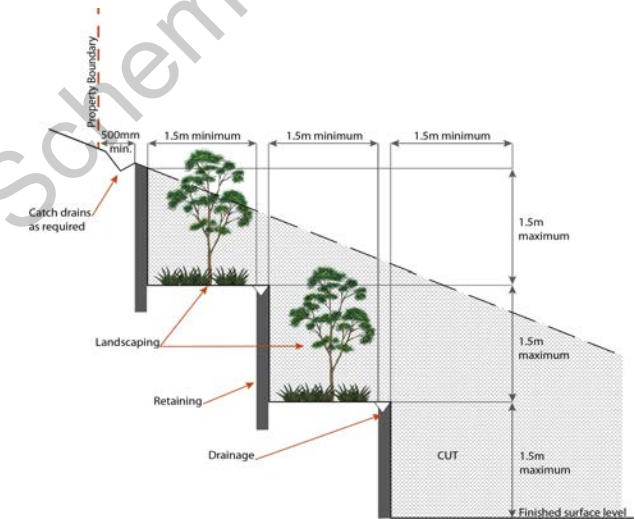 Schem
Property Boundary
500mm
min.
1.5m minimum
1.5m minimum
1.5m minimum
Catch drains
as required
1.5m
maximum
Landscaping
1.5m
maximum
Retaining
Drainage
CUT
1.5m
maximum
Finished surface level